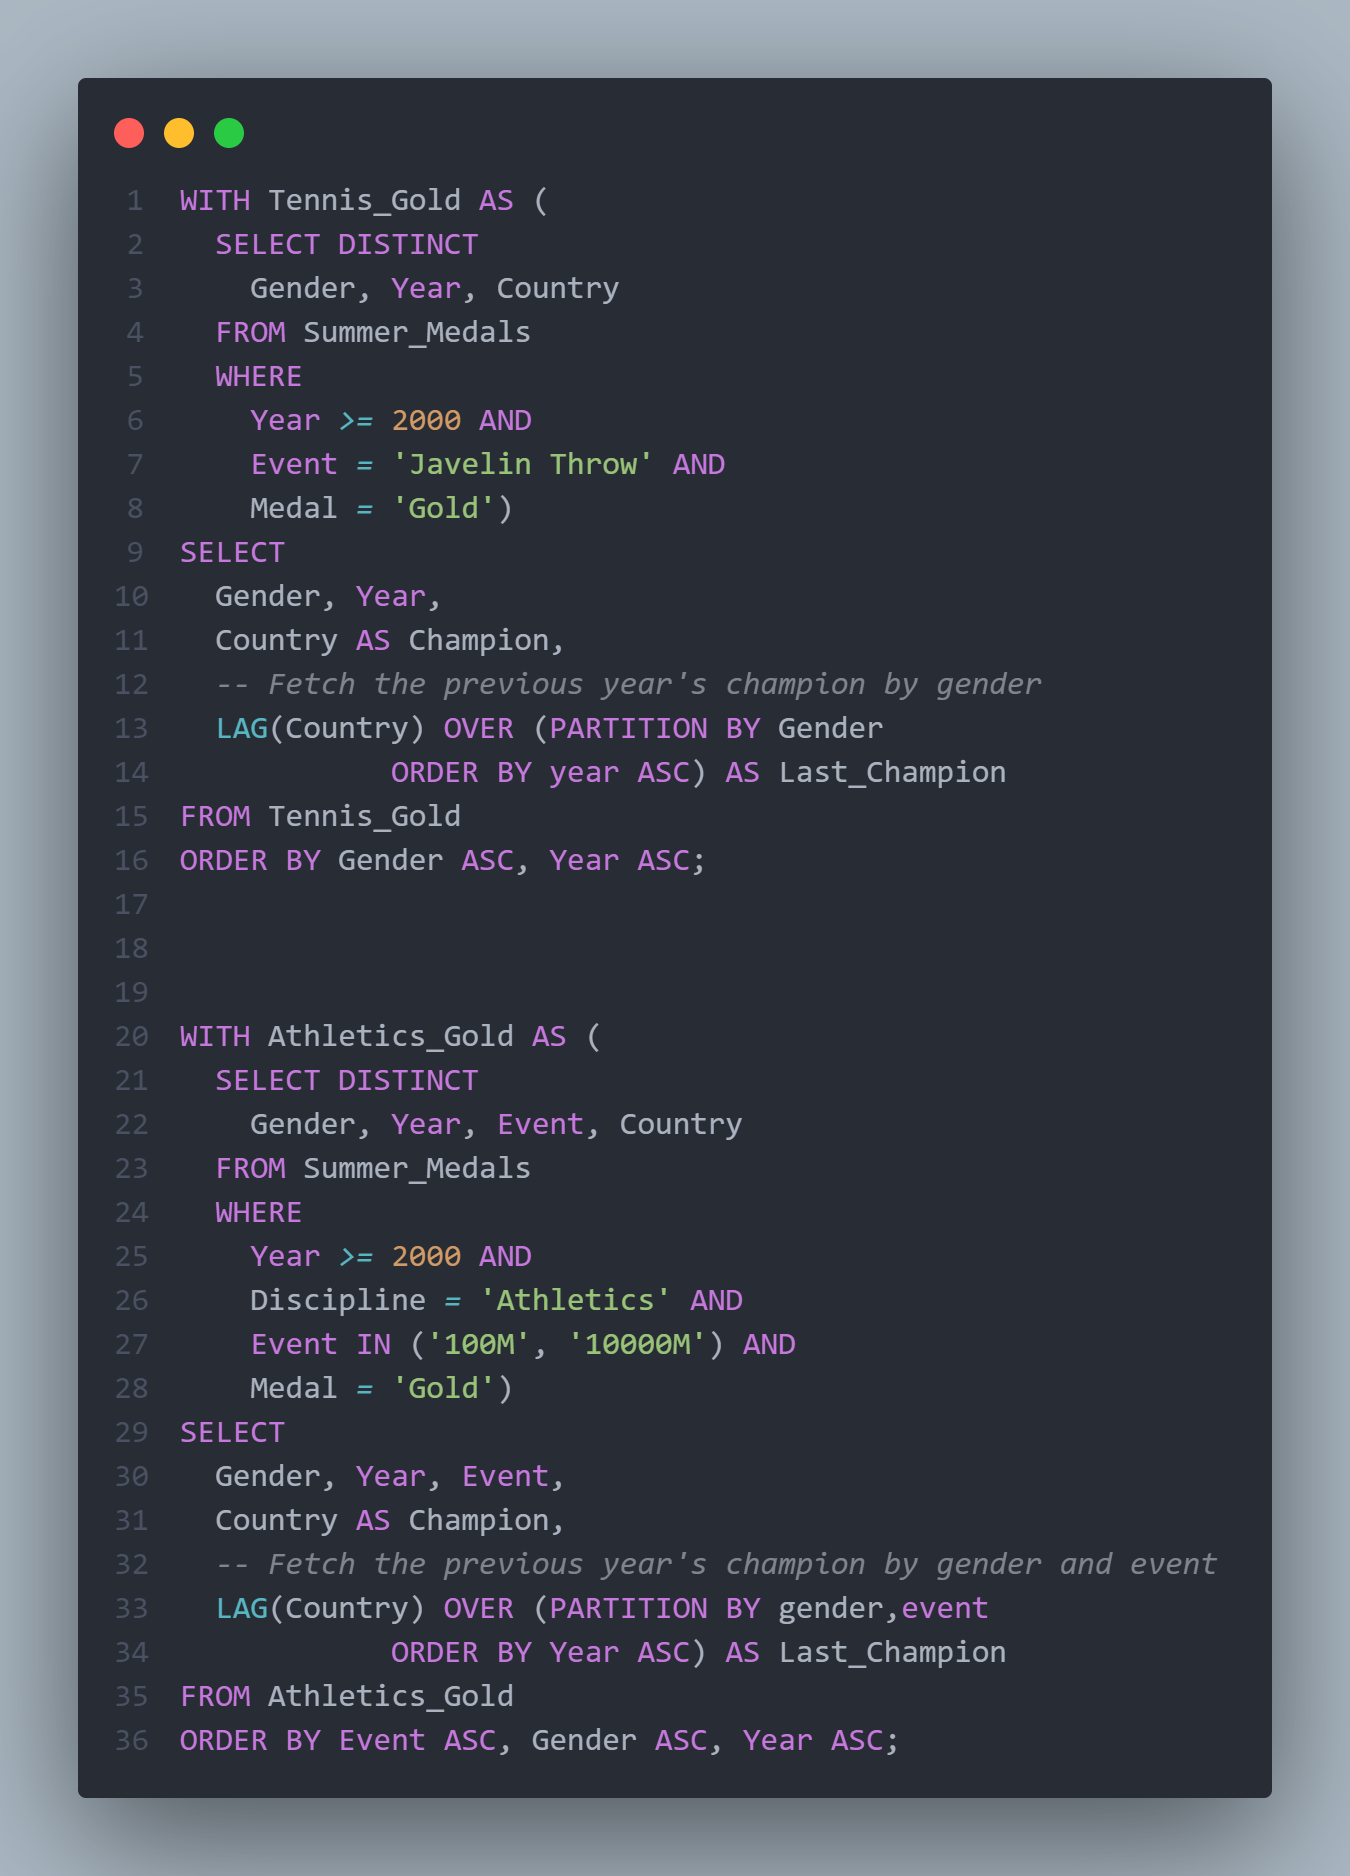 1 WITH Tennis_Gold AS (
2   SELECT DISTINCT
3     Gender, Year, Country
4   FROM Summer_Medals
5   WHERE
6     Year >= 2000 AND
7     Event = 'Javelin Throw' AND
8     Medal = 'Gold')
9 SELECT
10   Gender, Year,
11   Country AS Champion,
12   -- Fetch the previous year's champion by gender
13   LAG(Country) OVER (PARTITION BY Gender
14             ORDER BY year ASC) AS Last_Champion
15 FROM Tennis_Gold
16 ORDER BY Gender ASC, Year ASC;
17
18
19
20 WITH Athletics_Gold AS (
21   SELECT DISTINCT
22     Gender, Year, Event, Country
23   FROM Summer_Medals
24   WHERE
25     Year >= 2000 AND
26     Discipline = 'Athletics' AND
27     Event IN ('100M', '10000M') AND
28     Medal = 'Gold')
29 SELECT
30   Gender, Year, Event,
31   Country AS Champion,
32   -- Fetch the previous year's champion by gender and event
33   LAG(Country) OVER (PARTITION BY gender,event
34             ORDER BY Year ASC) AS Last_Champion
35 FROM Athletics_Gold
36 ORDER BY Event ASC, Gender ASC, Year ASC;